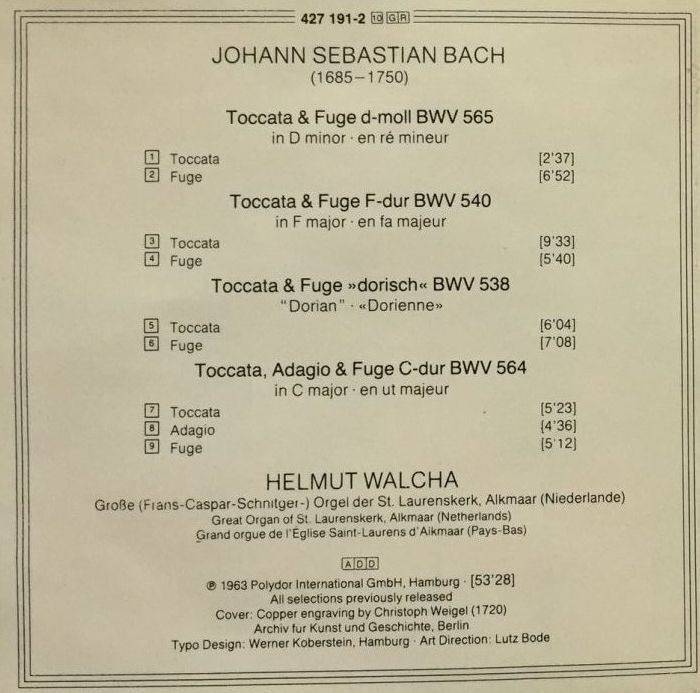 427 191-2 10 G R
JOHANN SEBASTIAN BACH
(1685–1750)
Toccata & Fuge d-moll BWV 565
in D minor · en ré mineur
1 Toccata [2'37]
2 Fuge [6'52]
Toccata & Fuge F-dur BWV 540
in F major · en fa majeur
3 Toccata [9'33]
4 Fuge [5'40]
Toccata & Fuge »dorisch« BWV 538
"Dorian" · «Dorienne»
5 Toccata [6'04]
6 Fuge [7'08]
Toccata, Adagio & Fuge C-dur BWV 564
in C major · en ut majeur
7 Toccata [5'23]
8 Adagio [4'36]
9 Fuge [5'12]
HELMUT WALCHA
Große (Frans-Caspar-Schnitger-) Orgel der St. Laurenskerk, Alkmaar (Niederlande)
Great Organ of St. Laurenskerk, Alkmaar (Netherlands)
Grand orgue de l'Église Saint-Laurens d'Alkmaar (Pays-Bas)
A D D
℗ 1963 Polydor International GmbH, Hamburg · [53'28]
All selections previously released
Cover: Copper engraving by Christoph Weigel (1720)
Archiv fur Kunst und Geschichte, Berlin
Typo Design: Werner Koberstein, Hamburg · Art Direction: Lutz Bode